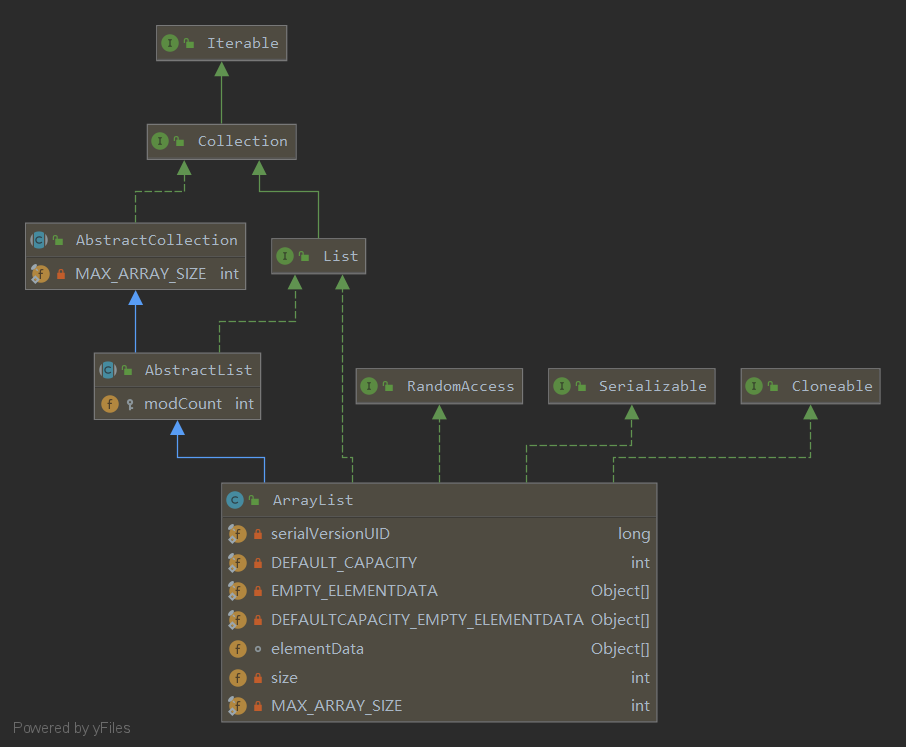 I Iterable
I Collection
C AbstractCollection
f MAX_ARRAY_SIZE int
I List
C AbstractList
f modCount int
I RandomAccess
I Serializable
I Cloneable
C ArrayList
f serialVersionUID long
f DEFAULT_CAPACITY int
f EMPTY_ELEMENTDATA Object[]
f DEFAULTCAPACITY_EMPTY_ELEMENTDATA Object[]
f elementData Object[]
f size int
f MAX_ARRAY_SIZE int
Powered by yFiles